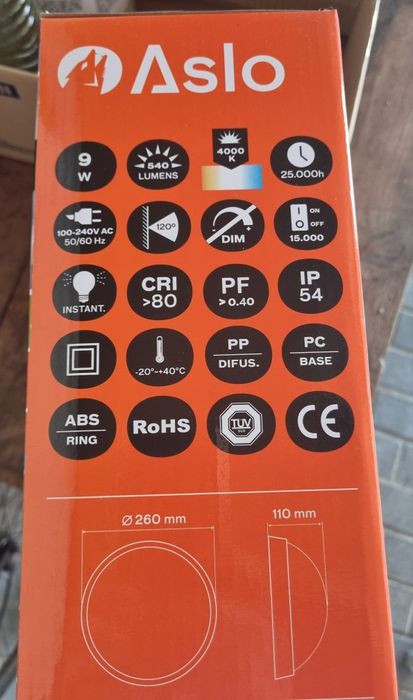 Aslo
9
W
540
LUMENS
4000
K
25.000h
100-240V AC
50/60 Hz
120°
DIM
ON
OFF
15.000
INSTANT.
CRI
>80
PF
>0.40
IP
54
-20°~+40°C
PP
DIFUS.
PC
BASE
ABS
RING
RoHS
TÜV
SUD
CE
Ø 260 mm
110 mm